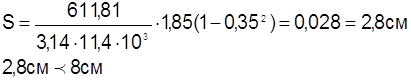 S = 611,81 / 3,14·11,4·10³ ·1,85(1−0,35²) = 0,028 = 2,8см
2,8см ≺ 8см